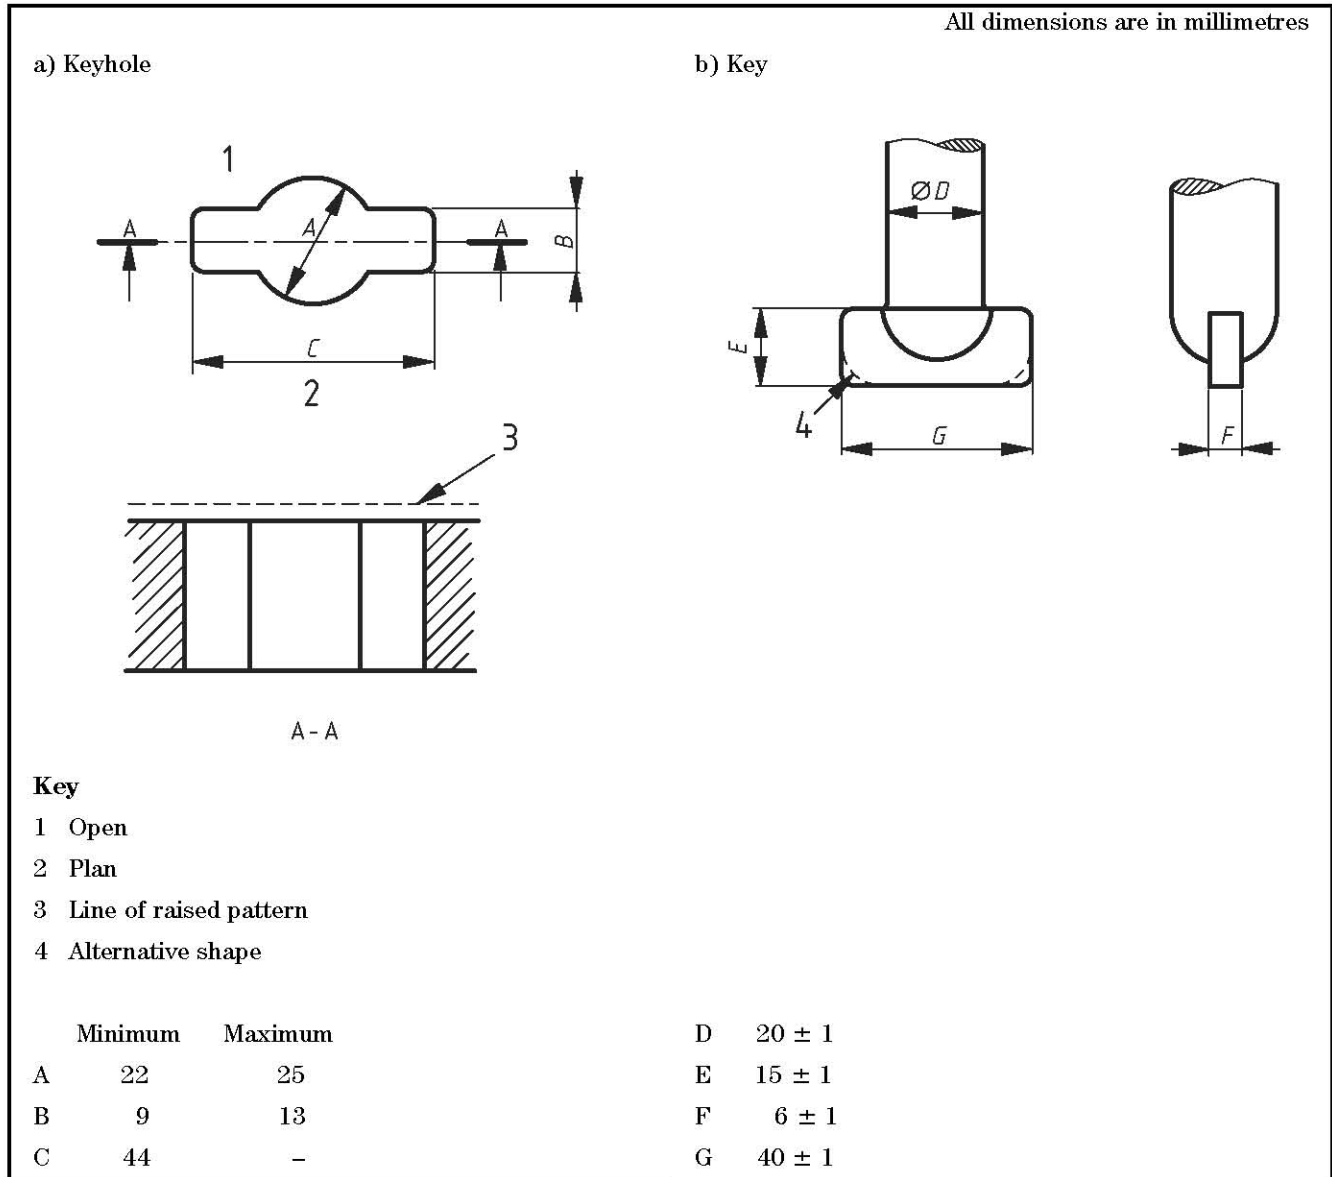 All dimensions are in millimetres
a) Keyhole
b) Key
1
A
A
A
B
C
2
3
A - A
ØD
E
4
G
F
Key
1 Open
2 Plan
3 Line of raised pattern
4 Alternative shape
Minimum Maximum
A 22 25
B 9 13
C 44 –
D 20 ± 1
E 15 ± 1
F 6 ± 1
G 40 ± 1